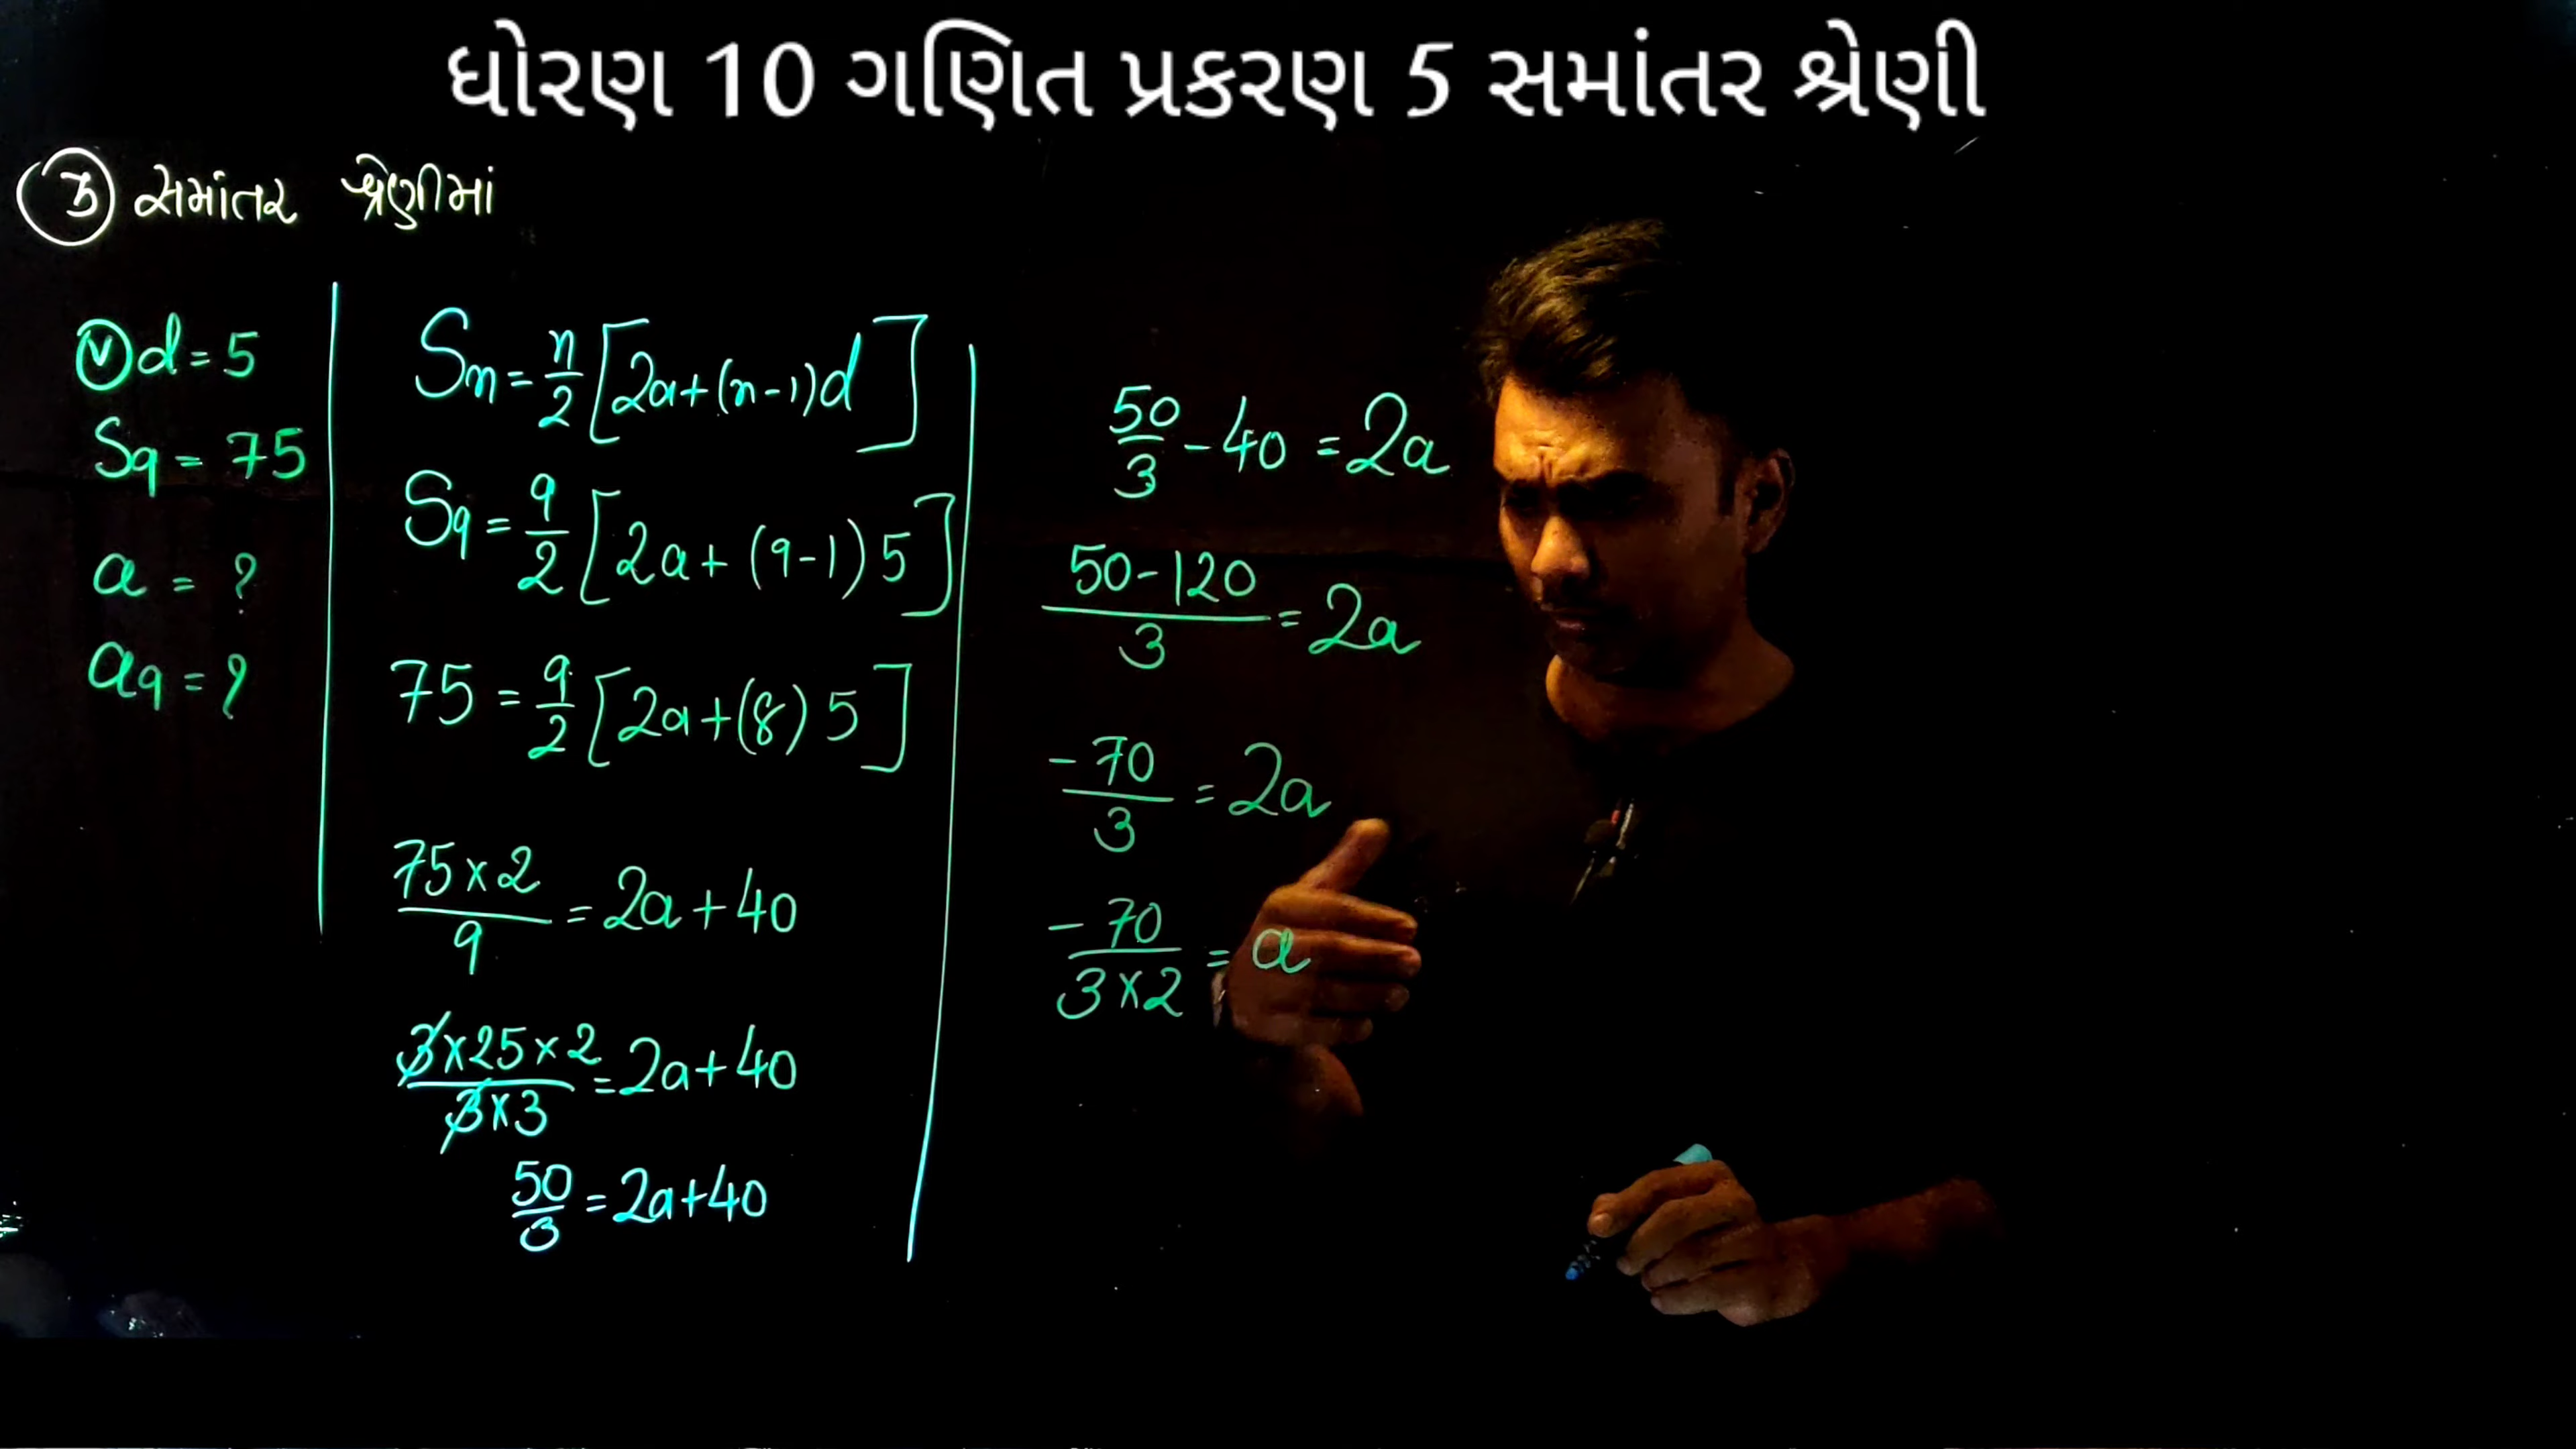 ધોરણ 10 ગણિત પ્રકરણ 5 સમાંતર શ્રેણી
③ સમાંતર શ્રેણીમાં
Ⓥ d = 5
S₉ = 75
a = ?
a₉ = ?
Sₙ = n/2 [2a + (n-1)d]
S₉ = 9/2 [2a + (9-1) 5]
75 = 9/2 [2a + (8) 5]
75 × 2 / 9 = 2a + 40
3 × 25 × 2 / 3 × 3 = 2a + 40
50/3 = 2a + 40
50/3 - 40 = 2a
50 - 120 / 3 = 2a
-70/3 = 2a
-70 / 3 × 2 = a